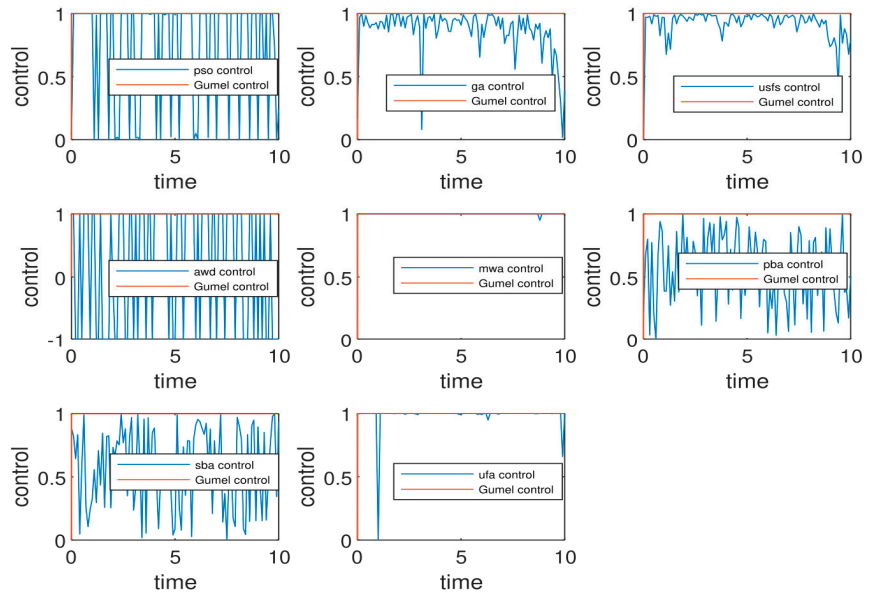 1
0.5
0
control
pso control
Gumel control
0 5 10
time
1
0.5
0
control
ga control
Gumel control
0 5 10
time
1
0.5
0
control
usfs control
Gumel control
0 5 10
time
1
0
-1
control
awd control
Gumel control
0 5 10
time
1
0.5
0
control
mwa control
Gumel control
0 5 10
time
1
0.5
0
control
pba control
Gumel control
0 5 10
time
1
0.5
0
control
sba control
Gumel control
0 5 10
time
1
0.5
0
control
ufa control
Gumel control
0 5 10
time